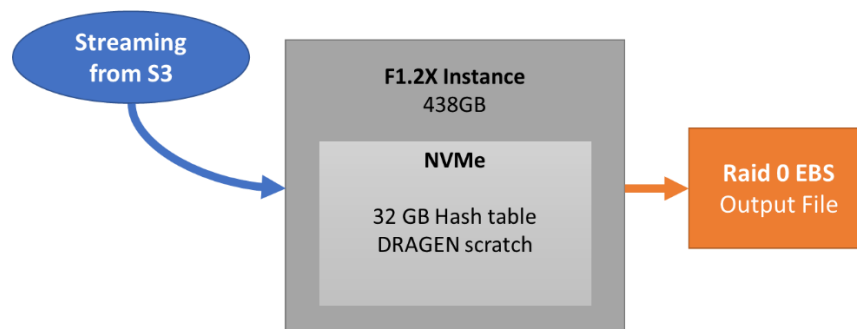 Streaming
from S3
F1.2X Instance
438GB
NVMe
32 GB Hash table
DRAGEN scratch
Raid 0 EBS
Output File